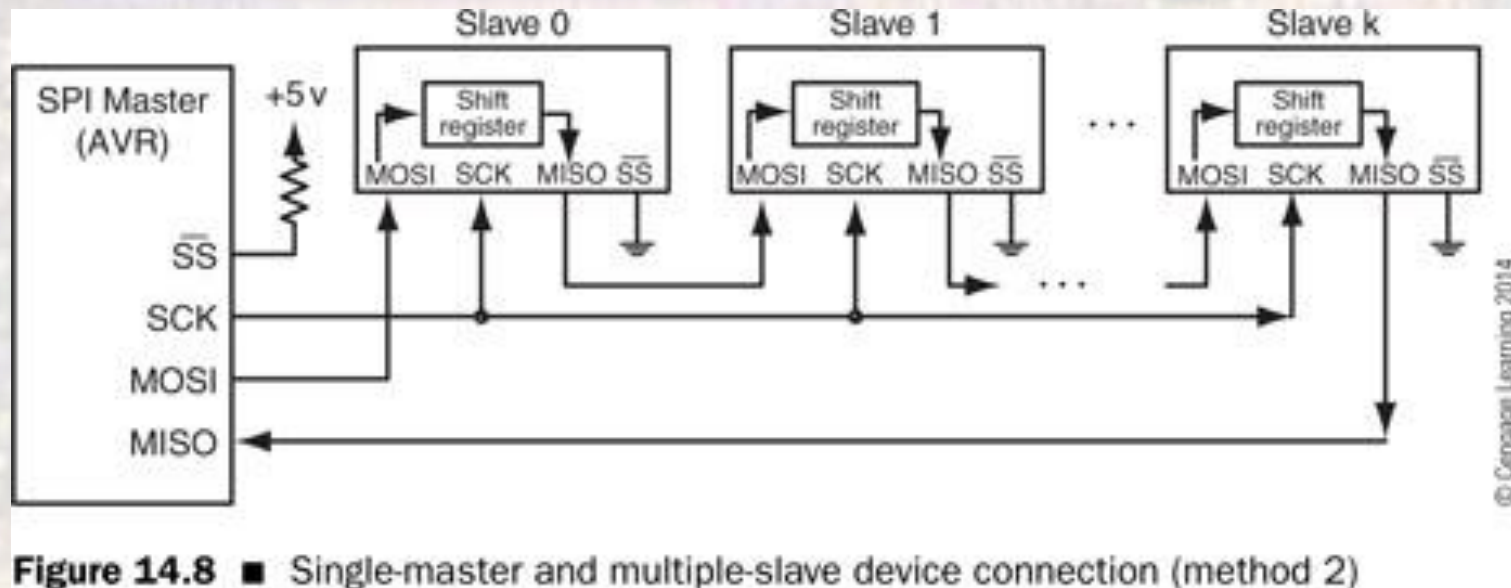 Slave 0
Slave 1
Slave k
SPI Master
(AVR)
+5 v
Shift
register
Shift
register
. . .
Shift
register
MOSI SCK MISO SS
MOSI SCK MISO SS
MOSI SCK MISO SS
SS
. . .
SCK
MOSI
MISO
© Cengage Learning 2014
Figure 14.8 ■ Single-master and multiple-slave device connection (method 2)